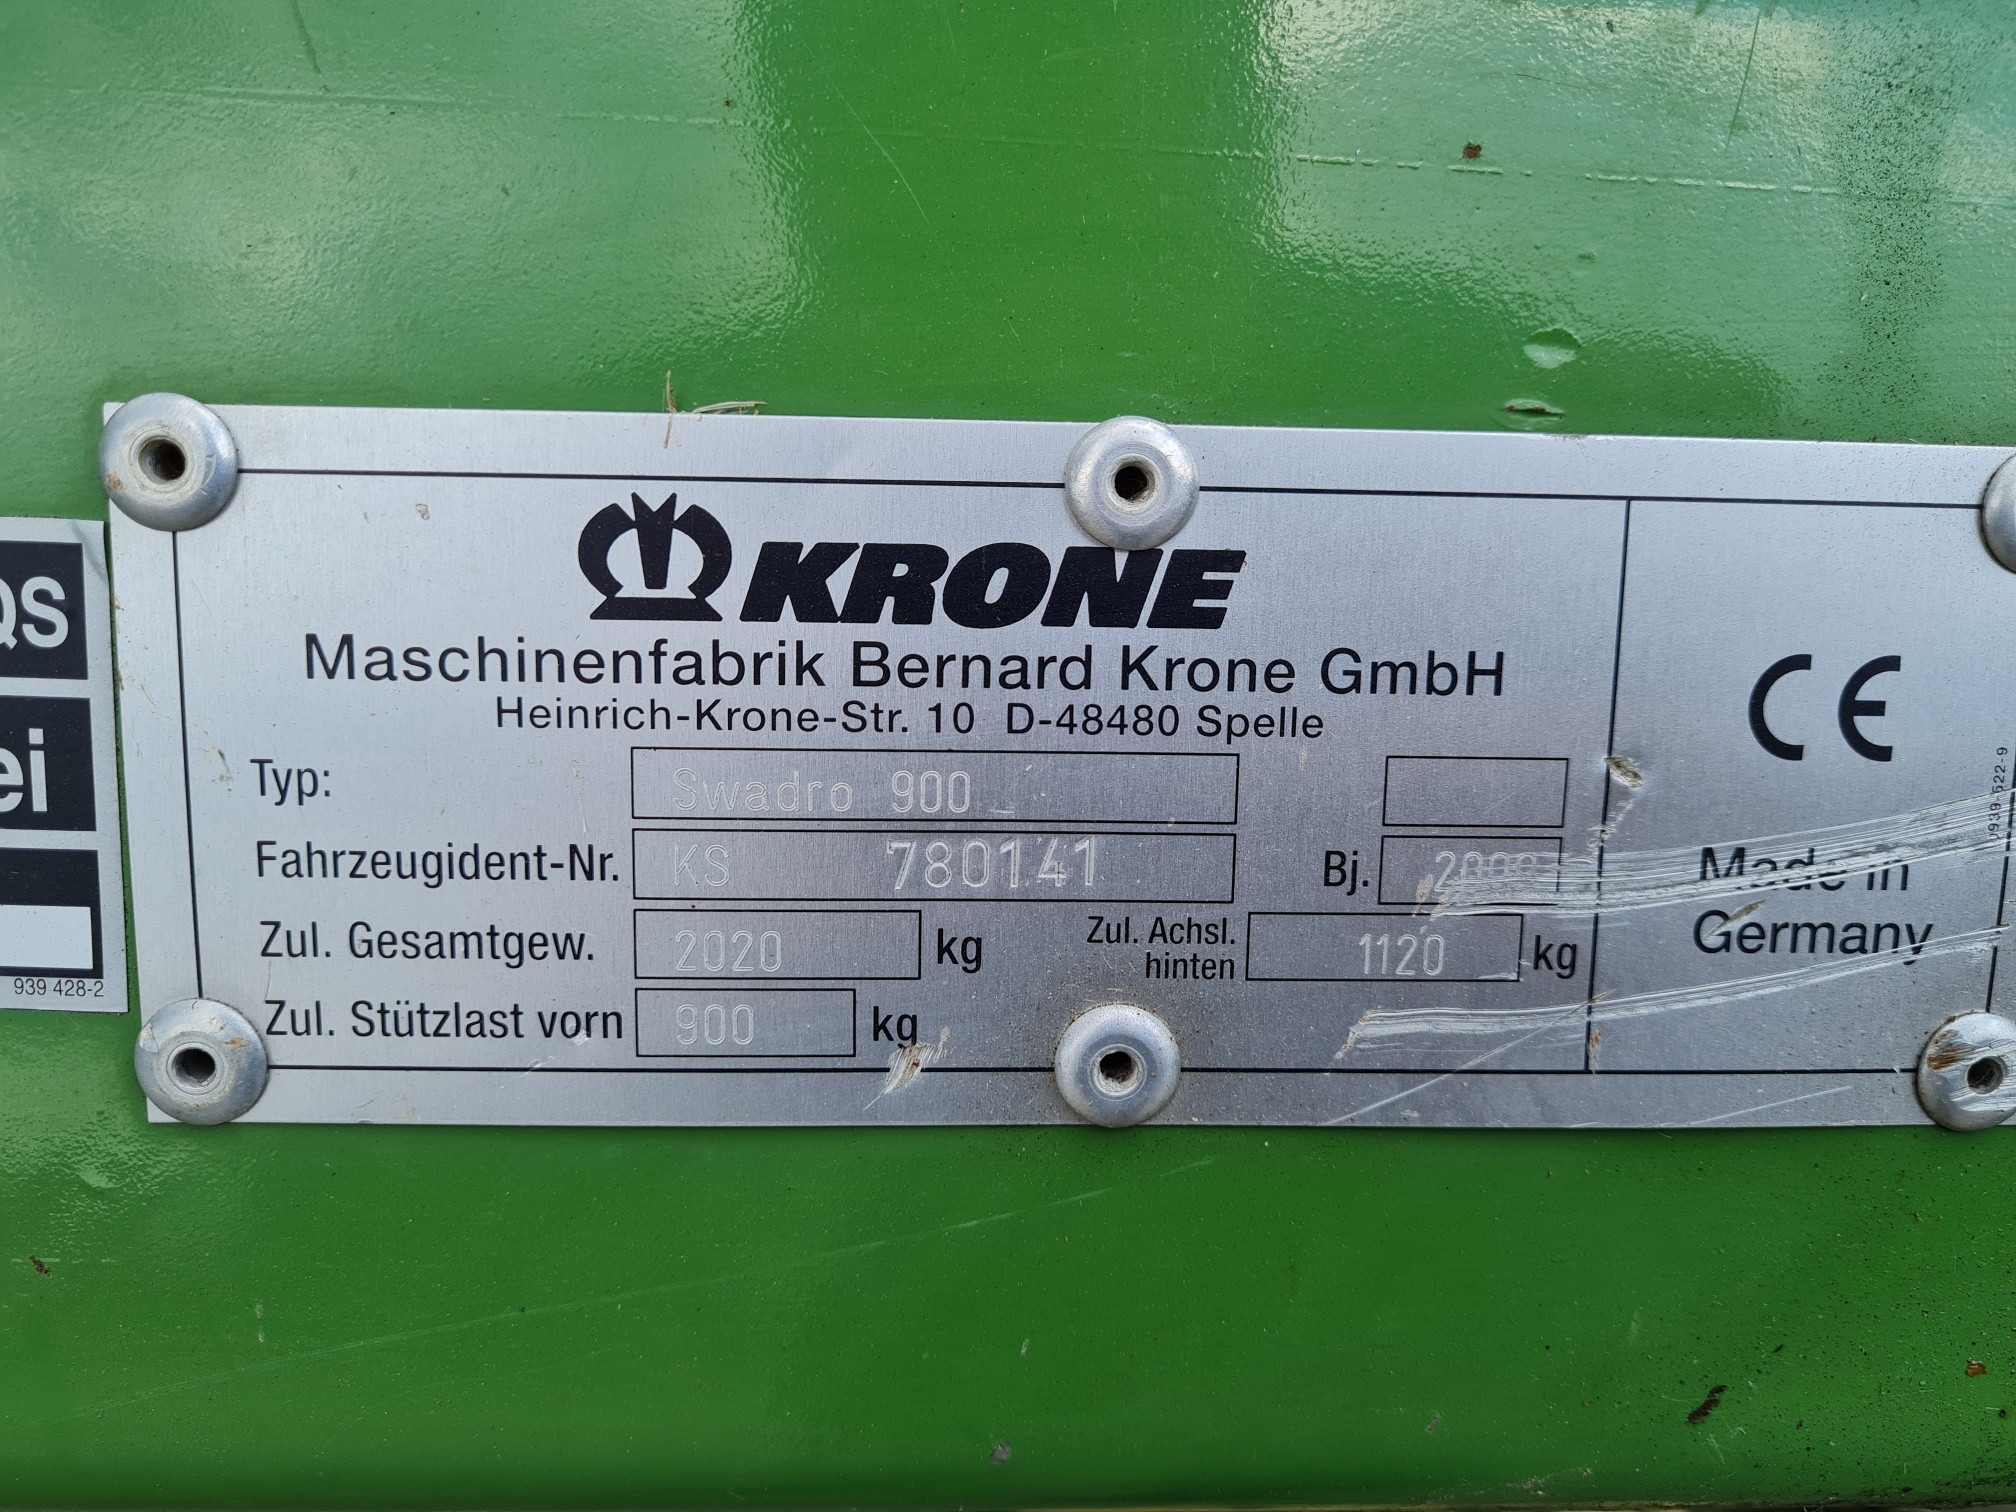 KRONE
Maschinenfabrik Bernard Krone GmbH
Heinrich-Krone-Str. 10 D-48480 Spelle
Typ: Swadro 900
Fahrzeugident-Nr. KS 780141 Bj.
Zul. Gesamtgew. 2020 kg Zul. Achsl. hinten 1120 kg
Zul. Stützlast vorn 900 kg
CE
Made in
Germany
939-522-9
QS
ei
939 428-2